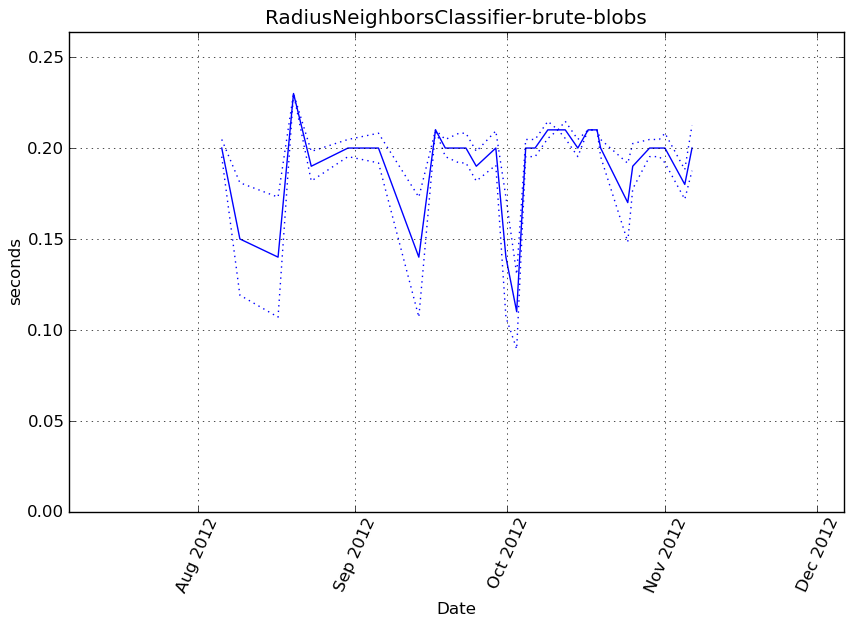 RadiusNeighborsClassifier-brute-blobs
0.25
0.20
0.15
0.10
0.05
0.00
seconds
Aug 2012
Sep 2012
Oct 2012
Nov 2012
Dec 2012
Date